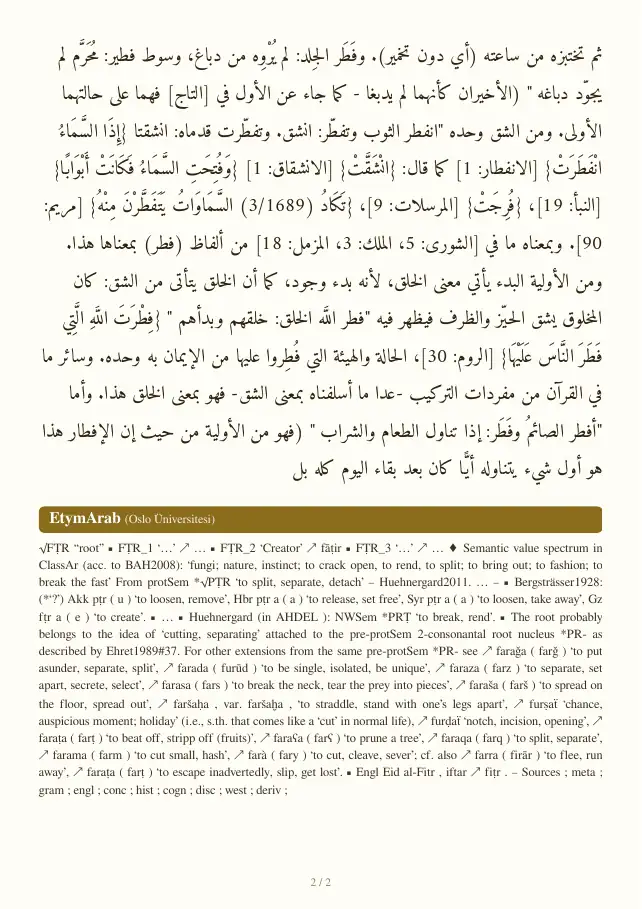 ثم تختبزه من ساعته (أي دون تخمير). وفَطَر الجِلد: لم يُرْوِه من دباغ، وسوط فطير: مُحَرَّم لم
يجوّد دباغه " (الأخيران كأنهما لم يدبغا - كما جاء عن الأول في [التاج] فهما على حالتهما
الأولى. ومن الشق وحده "انفطر الثوب وتفطّر: انشق. وتفطّرت قدماه: انشقتا {إِذَا السَّمَاءُ
انْفَطَرَتْ} [الانفطار: 1] كما قال: {انْشَقَّتْ} [الانشقاق: 1] {وَفُتِحَتِ السَّمَاءُ فَكَانَتْ أَبْوَابًا}
[النبأ: 19]، {فُرِجَتْ} [المرسلات: 9]، {تَكَادُ (3/1689) السَّمَاوَاتُ يَتَفَطَّرْنَ مِنْهُ} [مريم:
90]. وبمعناه ما في [الشورى: 5، الملك: 3، المزمل: 18] من ألفاظ (فطر) بمعناها هذا.
ومن الأولية البدء يأتي معنى الخلق، لأنه بدء وجود، كما أن الخلق يتأتى من الشق: كان
المخلوق يشق الحيّز والظرف فيظهر فيه "فطر اللَّه الخلق: خلقهم وبدأهم " {فِطْرَتَ اللَّهِ الَّتِي
فَطَرَ النَّاسَ عَلَيْهَا} [الروم: 30]، الحالة والهيئة التي فُطِروا عليها من الإيمان به وحده. وسائر ما
في القرآن من مفردات التركيب -عدا ما أسلفناه بمعنى الشق- فهو بمعنى الخلق هذا. وأما
"أفطر الصائمُ وفَطَر: إذا تناول الطعام والشراب " (فهو من الأولية من حيث إن الإفطار هذا
هو أول شيء يتناوله أيًّا كان بعد بقاء اليوم كله بل
EtymArab (Oslo Üniversitesi)
√FṬR “root” ▪ FṬR_1 ‘…’ ↗ … ▪ FṬR_2 ‘Creator’ ↗ fāṭir ▪ FṬR_3 ‘…’ ↗ … ♦ Semantic value spectrum in
ClassAr (acc. to BAH2008): ‘fungi; nature, instinct; to crack open, to rend, to split; to bring out; to fashion; to
break the fast’ From protSem *√PṬR ‘to split, separate, detach’ – Huehnergard2011. … – ▪ Bergsträsser1928:
(*‘?’) Akk pṭr ( u ) ‘to loosen, remove’, Hbr pṭr a ( a ) ‘to release, set free’, Syr pṭr a ( a ) ‘to loosen, take away’, Gz
fṭr a ( e ) ‘to create’. ▪ … ▪ Huehnergard (in AHDEL ): NWSem *PRṬ ‘to break, rend’. ▪ The root probably
belongs to the idea of ‘cutting, separating’ attached to the pre-protSem 2-consonantal root nucleus *PR- as
described by Ehret1989#37. For other extensions from the same pre-protSem *PR- see ↗ faraǧa ( farǧ ) ‘to put
asunder, separate, split’, ↗ farada ( furūd ) ‘to be single, isolated, be unique’, ↗ faraza ( farz ) ‘to separate, set
apart, secrete, select’, ↗ farasa ( fars ) ‘to break the neck, tear the prey into pieces’, ↗ faraša ( farš ) ‘to spread on
the floor, spread out’, ↗ faršaḥa , var. faršaḫa , ‘to straddle, stand with one’s legs apart’, ↗ furṣaẗ ‘chance,
auspicious moment; holiday’ (i.e., s.th. that comes like a ‘cut’ in normal life), ↗ furḍaẗ ‘notch, incision, opening’, ↗
faraṭa ( farṭ ) ‘to beat off, stripp off (fruits)’, ↗ faraʕa ( farʕ ) ‘to prune a tree’, ↗ faraqa ( farq ) ‘to split, separate’,
↗ farama ( farm ) ‘to cut small, hash’, ↗ farà ( fary ) ‘to cut, cleave, sever’; cf. also ↗ farra ( firār ) ‘to flee, run
away’, ↗ faraṭa ( farṭ ) ‘to escape inadvertedly, slip, get lost’. ▪ Engl Eid al-Fitr , iftar ↗ fiṭr . – Sources ; meta ;
gram ; engl ; conc ; hist ; cogn ; disc ; west ; deriv ;
2 / 2